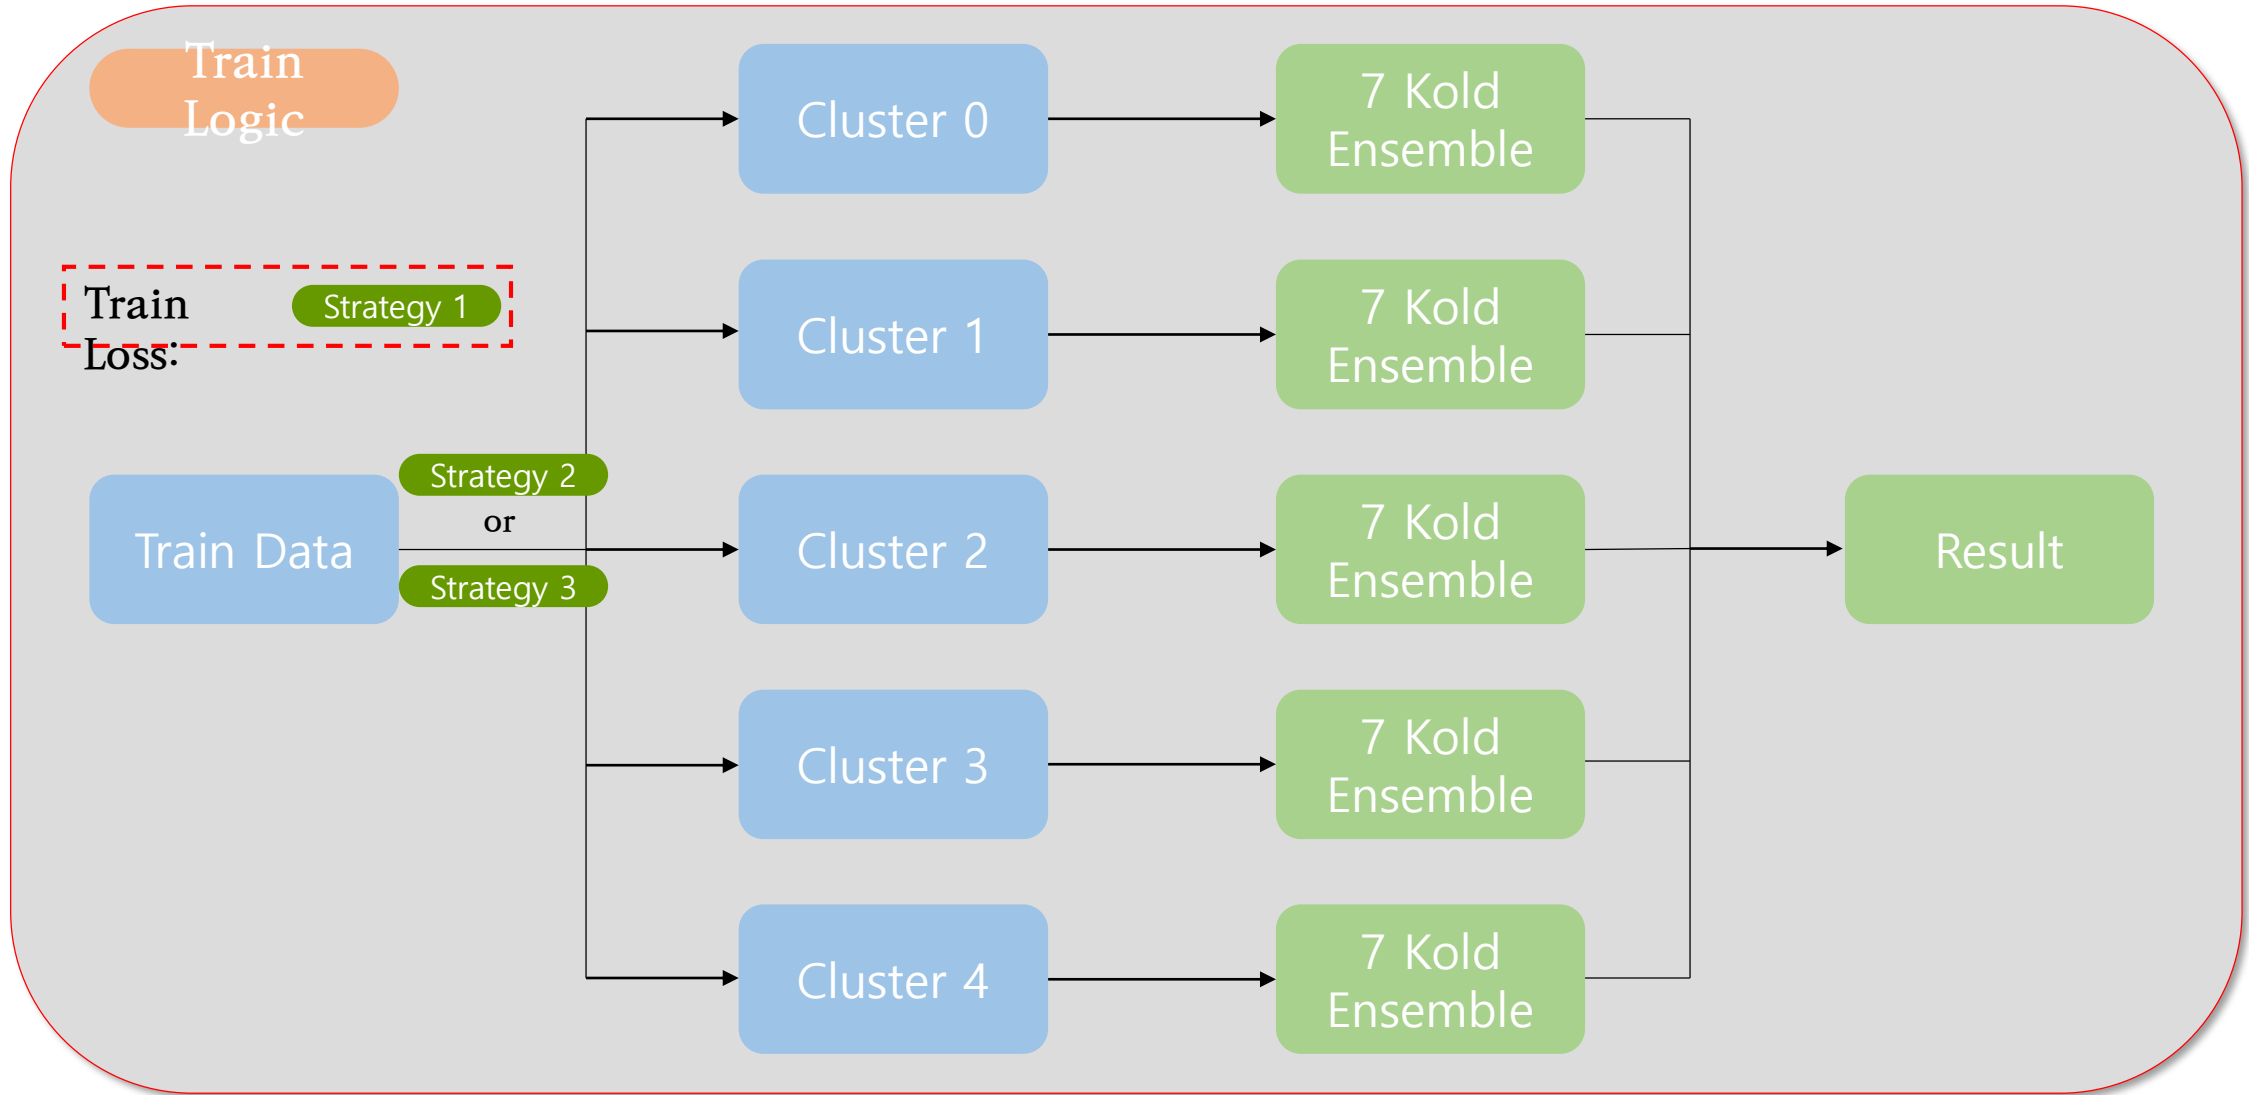 Train
Logic
Train
Loss:
Strategy 1
Train Data
Strategy 2
or
Strategy 3
Cluster 0
7 Kold
Ensemble
Cluster 1
7 Kold
Ensemble
Cluster 2
7 Kold
Ensemble
Cluster 3
7 Kold
Ensemble
Cluster 4
7 Kold
Ensemble
Result